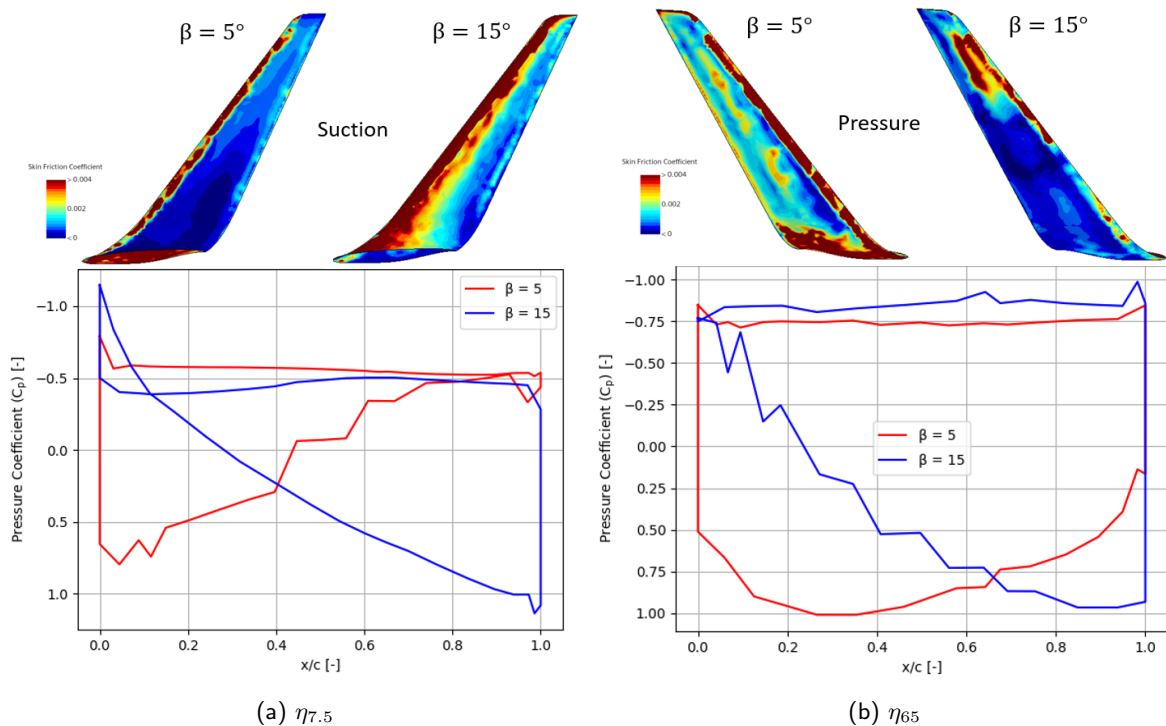 β = 5°
β = 15°
Suction
Skin Friction Coefficient
> 0.004
0.002
< 0
β = 5°
β = 15°
Pressure
Skin Friction Coefficient
> 0.004
0.002
< 0
Pressure Coefficient (Cp) [-]
−1.0
−0.5
0.0
0.5
1.0
β = 5
β = 15
0.0 0.2 0.4 0.6 0.8 1.0
x/c [-]
(a) η7.5
Pressure Coefficient (Cp) [-]
−1.00
−0.75
−0.50
−0.25
0.00
0.25
0.50
0.75
1.00
β = 5
β = 15
0.0 0.2 0.4 0.6 0.8 1.0
x/c [-]
(b) η65